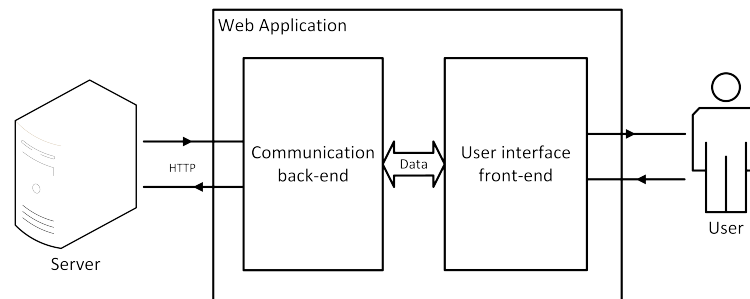 Web Application
HTTP
Communication
back-end
Data
User interface
front-end
Server
User